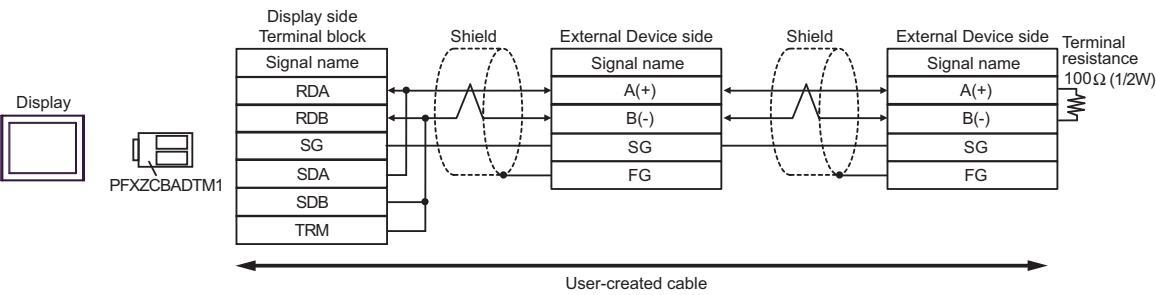 Display side
Terminal block
Shield
External Device side
Shield
External Device side
Terminal
resistance
100Ω (1/2W)
Signal name
Signal name
Signal name
Display
RDA
A(+)
A(+)
RDB
B(-)
B(-)
SG
SG
SG
SDA
FG
FG
PFXZCBADTM1
SDB
TRM
User-created cable